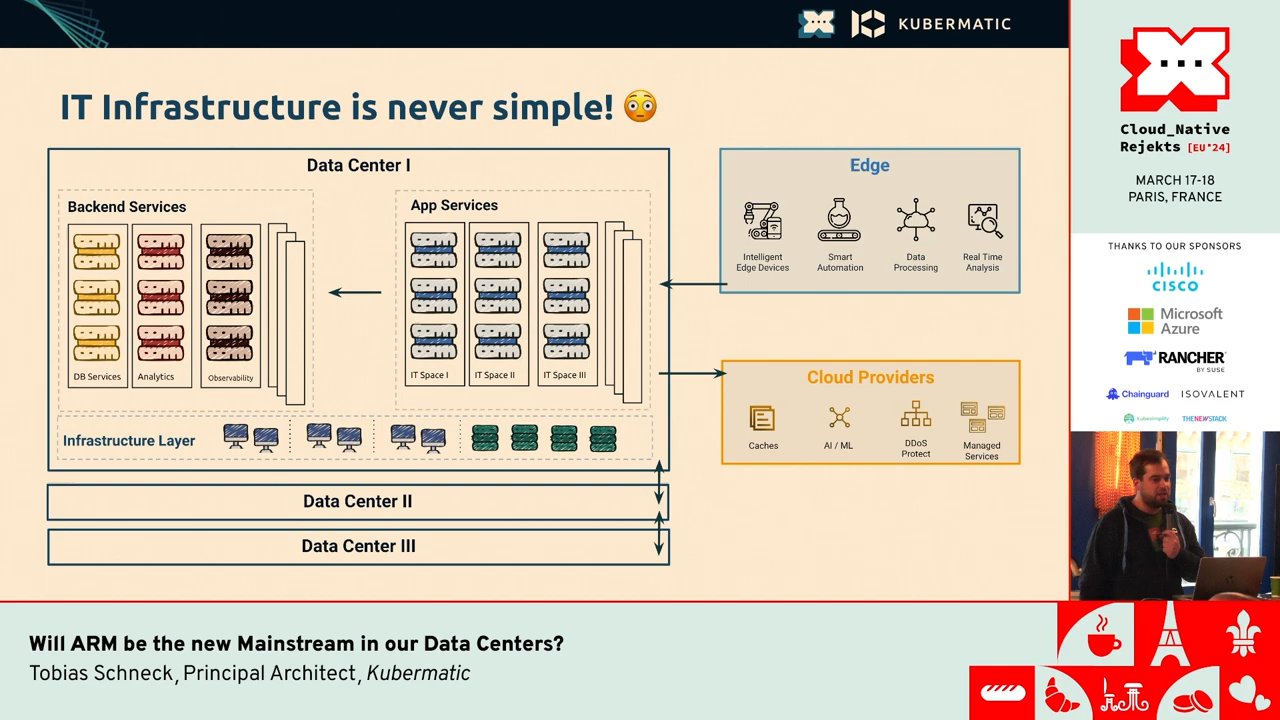 KUBERMATIC
IT Infrastructure is never simple!
Data Center I
Backend Services
DB Services
Analytics
Observability
App Services
IT Space I
IT Space II
IT Space III
Infrastructure Layer
Data Center II
Data Center III
Edge
Intelligent
Edge Devices
Smart
Automation
Data
Processing
Real Time
Analysis
Cloud Providers
Caches
AI / ML
DDoS
Protect
Managed
Services
Cloud_Native
Rejekts [EU'24]
MARCH 17-18
PARIS, FRANCE
THANKS TO OUR SPONSORS
CISCO
Microsoft
Azure
RANCHER
BY SUSE
Chainguard
ISOVALENT
kubesimplify
THENEWSTACK
Will ARM be the new Mainstream in our Data Centers?
Tobias Schneck, Principal Architect, Kubermatic